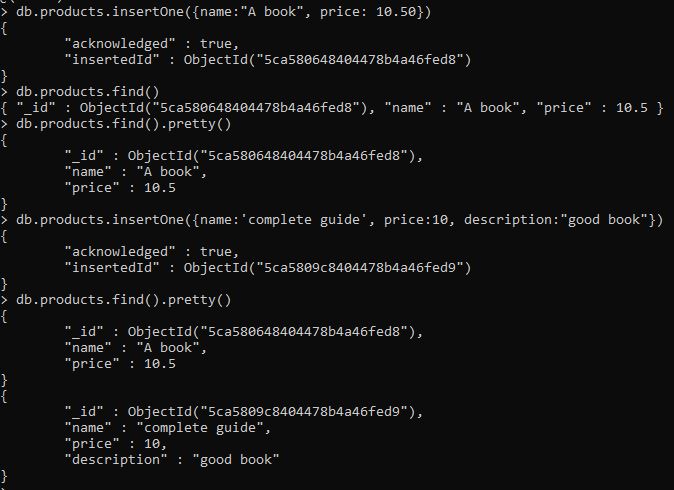 > db.products.insertOne({name:"A book", price: 10.50})
{
        "acknowledged" : true,
        "insertedId" : ObjectId("5ca580648404478b4a46fed8")
}
> db.products.find()
{ "_id" : ObjectId("5ca580648404478b4a46fed8"), "name" : "A book", "price" : 10.5 }
> db.products.find().pretty()
{
        "_id" : ObjectId("5ca580648404478b4a46fed8"),
        "name" : "A book",
        "price" : 10.5
}
> db.products.insertOne({name:'complete guide', price:10, description:"good book"})
{
        "acknowledged" : true,
        "insertedId" : ObjectId("5ca5809c8404478b4a46fed9")
}
> db.products.find().pretty()
{
        "_id" : ObjectId("5ca580648404478b4a46fed8"),
        "name" : "A book",
        "price" : 10.5
}
{
        "_id" : ObjectId("5ca5809c8404478b4a46fed9"),
        "name" : "complete guide",
        "price" : 10,
        "description" : "good book"
}